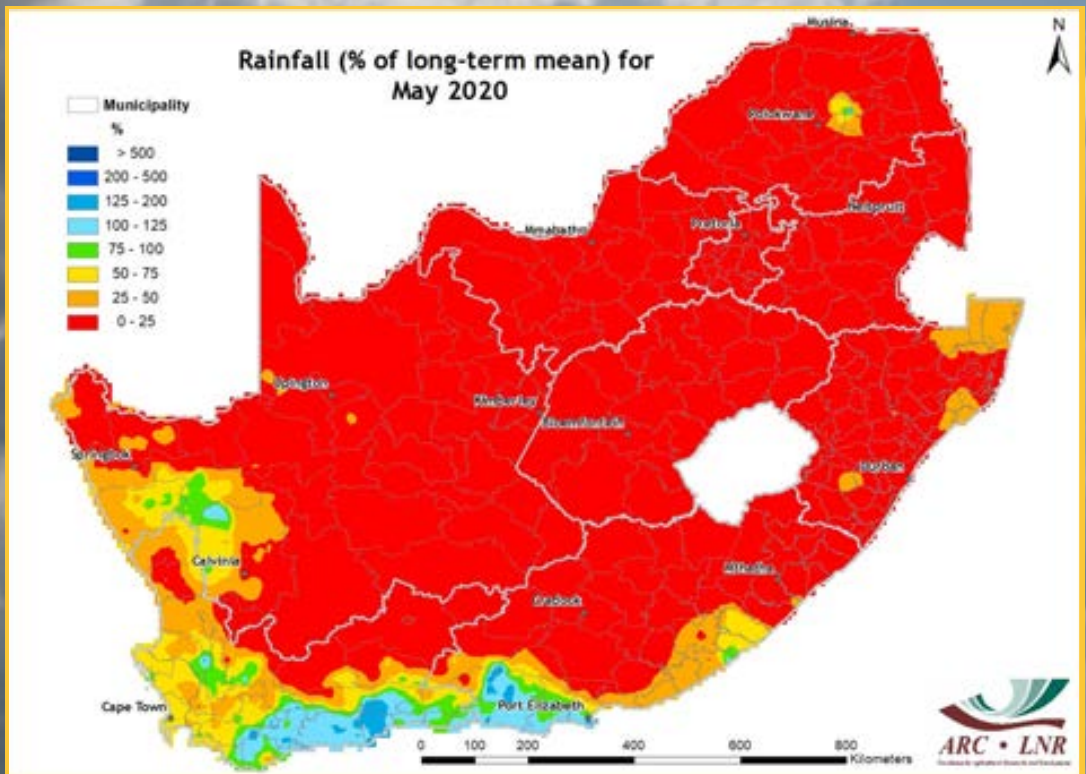 Rainfall (% of long-term mean) for
May 2020
N
Municipality
%
> 500
200 - 500
125 - 200
100 - 125
75 - 100
50 - 75
25 - 50
0 - 25
Musina
Polokwane
Nelspruit
Pretoria
Mmabatho
Upington
Kimberley
Bloemfontein
Springbok
Durban
Calvinia
Mthatha
Cradock
Cape Town
Port Elizabeth
0 100 200 400 600 800
Kilometers
ARC • LNR